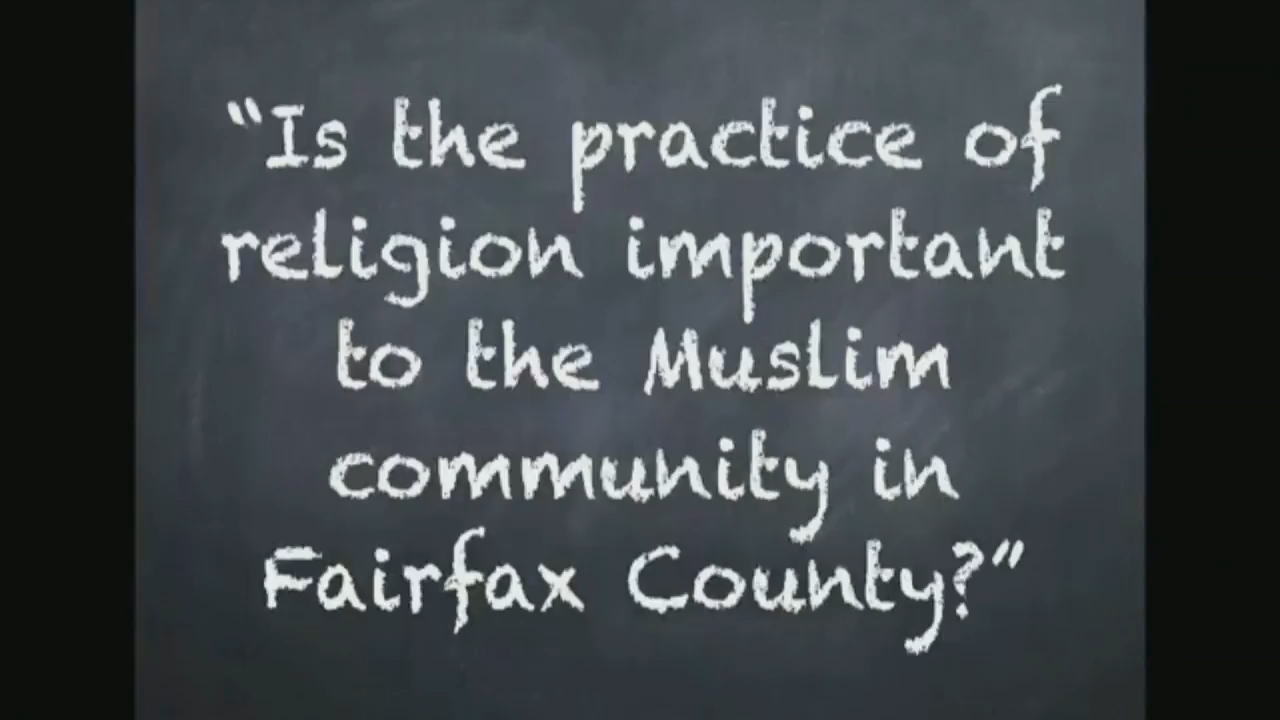 “Is the practice of
religion important
to the Muslim
community in
Fairfax County?”